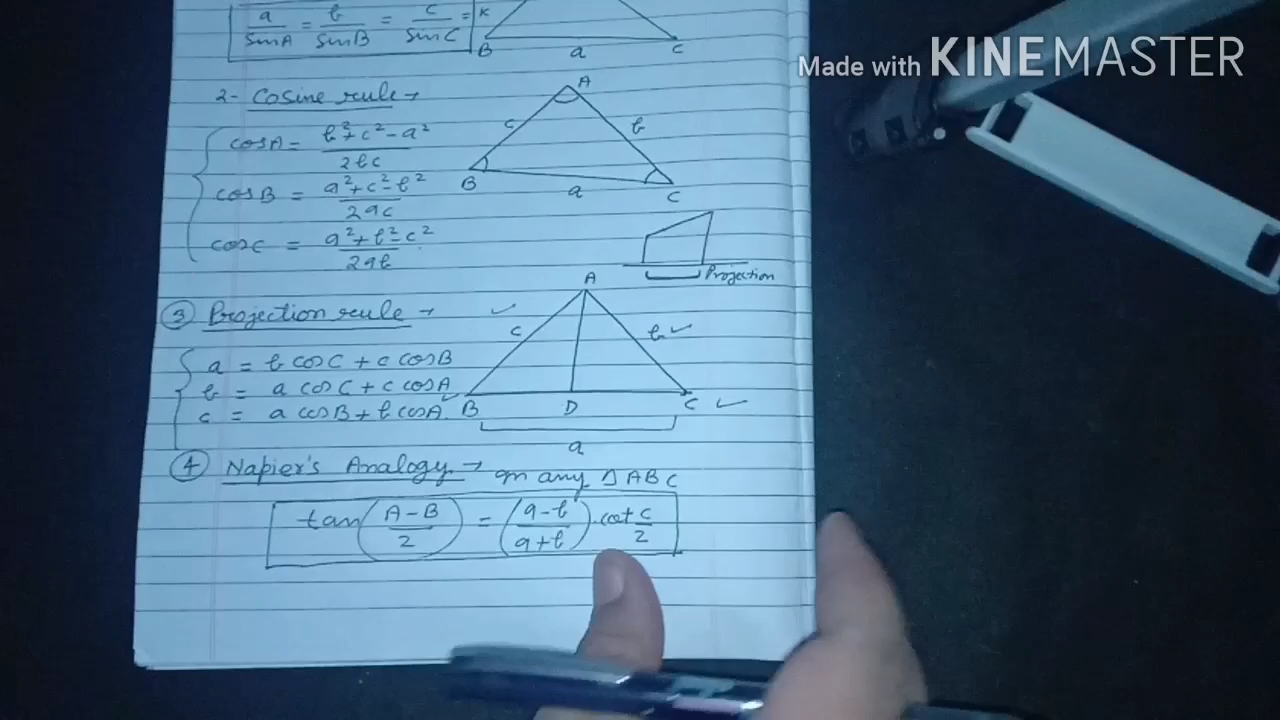 a/sinA = b/sinB = c/sinC = K
B a C
Made with KINEMASTER
2- Cosine rule →
cosA = b²+c²-a²/2bc
cosB = a²+c²-b²/2ac
cosC = a²+b²-c²/2ab
A
c b
B a C
Projection
③ Projection rule →
a = b cosC + c cosB
b = a cosC + c cosA
c = a cosB + b cosA
A
c b ✓
B D C ✓
a
④ Napier's Analogy → In any Δ ABC
tan(A-B/2) = (a-b/a+b).cot c/2